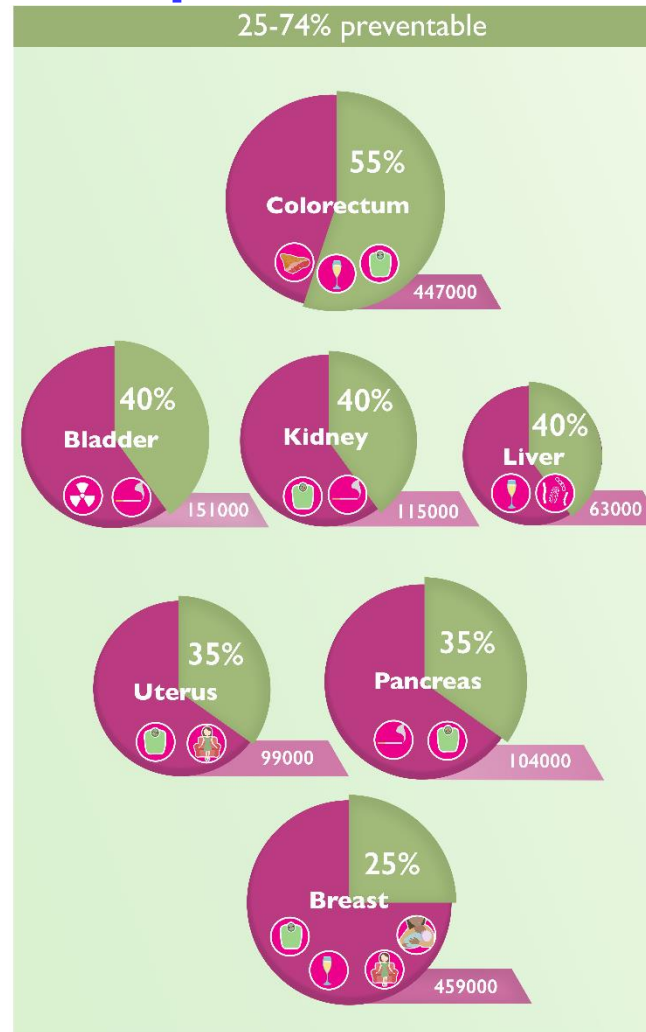 25-74% preventable
55%
Colorectum
447000
40%
Bladder
151000
40%
Kidney
115000
40%
Liver
63000
35%
Uterus
99000
35%
Pancreas
104000
25%
Breast
459000